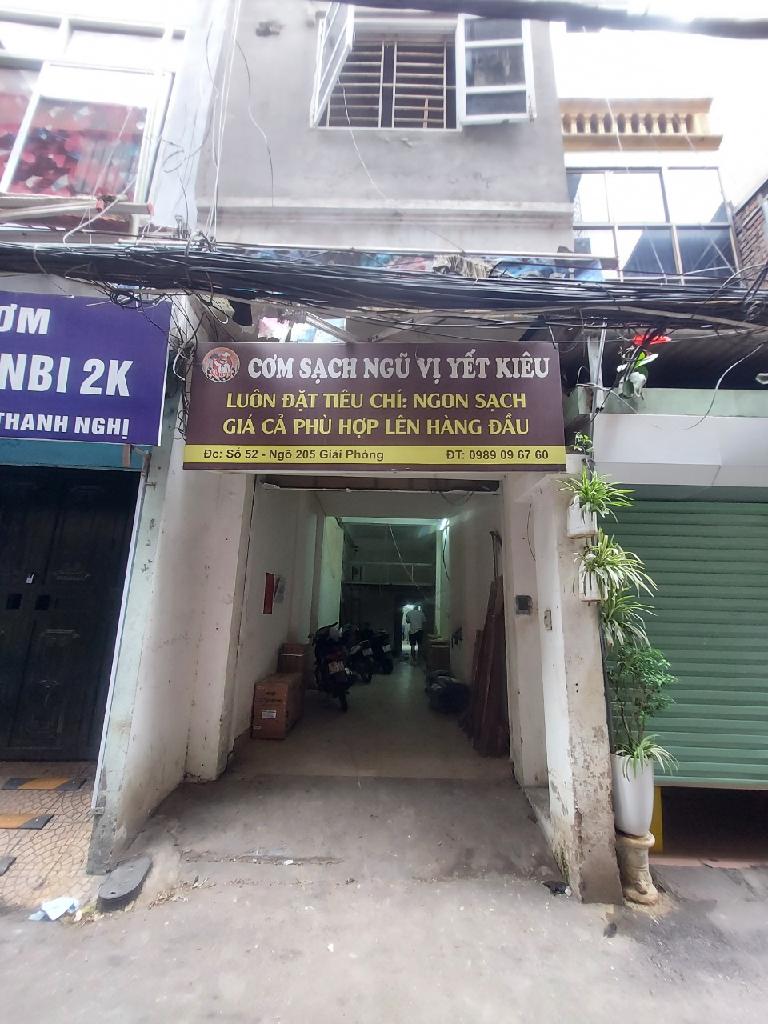 ƠM
NBI 2K
THANH NGHỊ
CƠM SẠCH NGŨ VỊ YẾT KIÊU
LUÔN ĐẶT TIÊU CHÍ: NGON SẠCH
GIÁ CẢ PHÙ HỢP LÊN HÀNG ĐẦU
Đc: Số 52 - Ngõ 205 Giải Phóng
ĐT: 0989 09 67 60